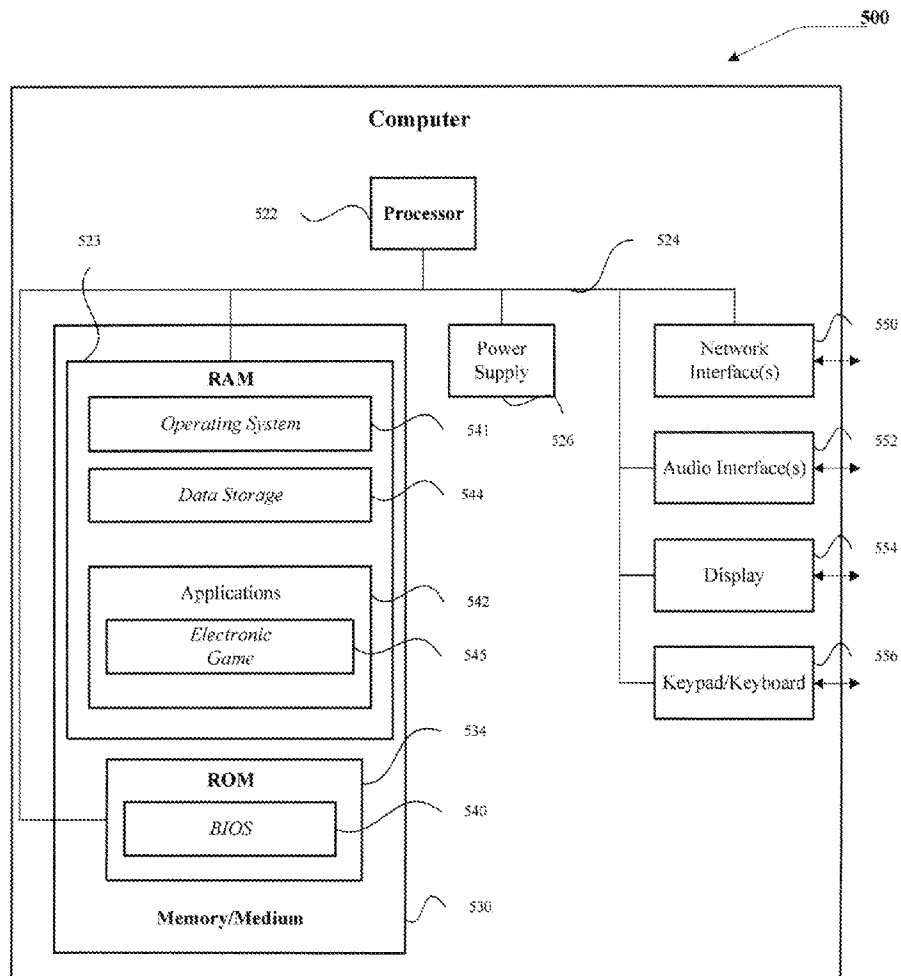 500
Computer
522
Processor
523
524
RAM
Operating System
541
Data Storage
544
Applications
542
Electronic
Game
545
534
ROM
BIOS
540
Memory/Medium
530
Power
Supply
526
Network
Interface(s)
550
Audio Interface(s)
552
Display
554
Keypad/Keyboard
556